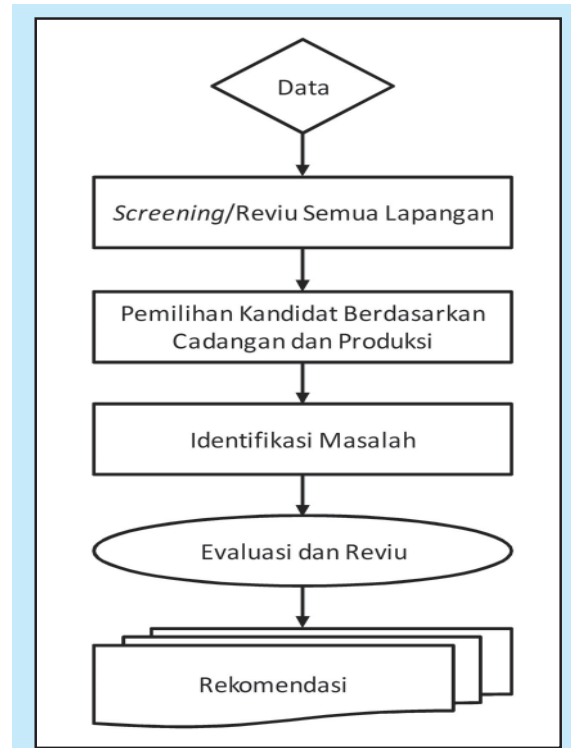 Data
Screening/Reviu Semua Lapangan
Pemilihan Kandidat Berdasarkan
Cadangan dan Produksi
Identifikasi Masalah
Evaluasi dan Reviu
Rekomendasi